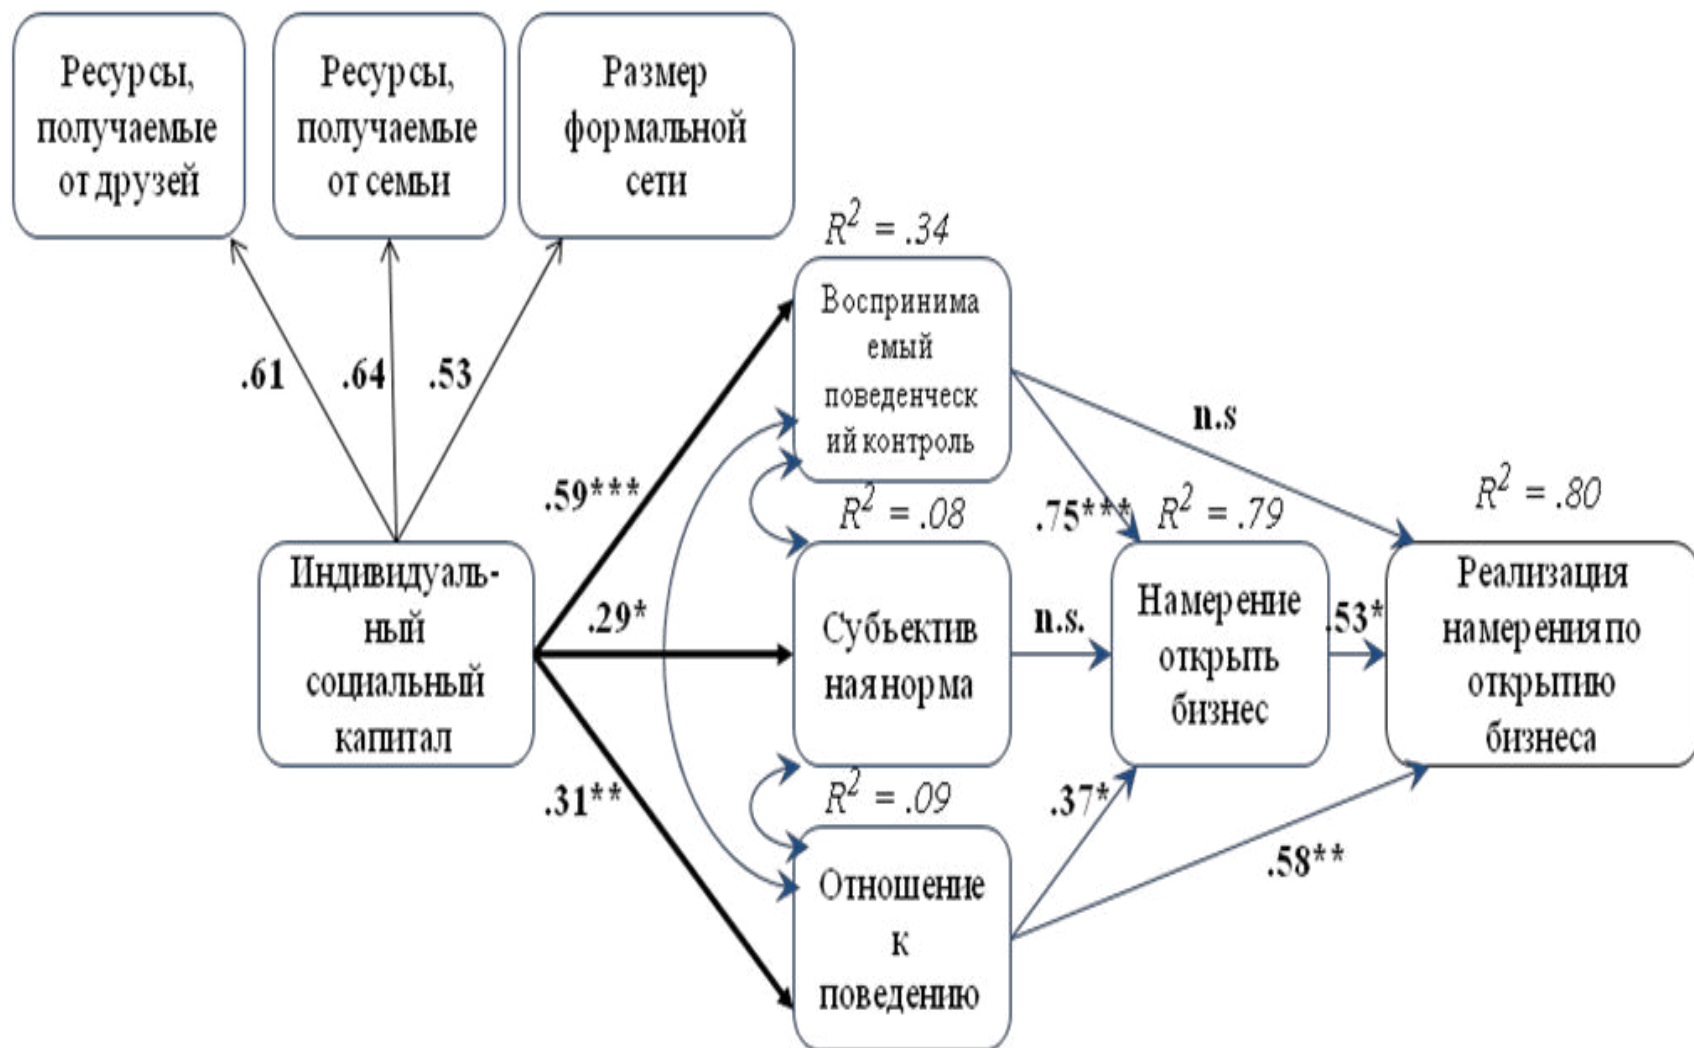 Ресурсы,
получаемые
от друзей
Ресурсы,
получаемые
от семьи
Размер
формальной
сети
.61
.64
.53
Индивидуаль-
ный
социальный
капитал
.59***
.29*
.31**
R² = .34
Воспринима
емый
поведенческ
ий контроль
R² = .08
Субъектив
ная норма
R² = .09
Отношение
к
поведению
n.s
.75***
n.s.
.37*
.58**
R² = .79
Намерение
открыть
бизнес
.53*
R² = .80
Реализация
намерения по
открытию
бизнеса